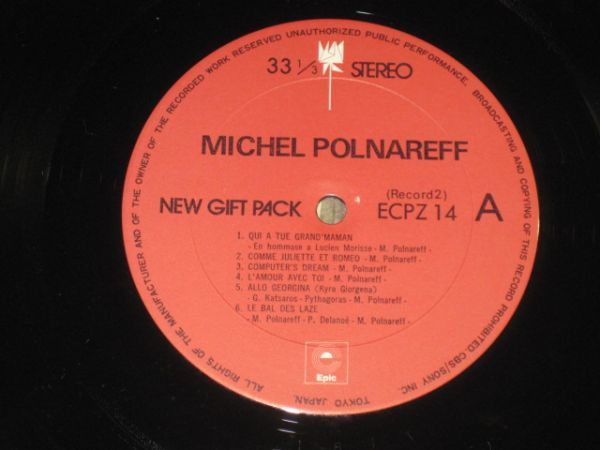 ALL RIGHTS OF THE MANUFACTURER AND OF THE OWNER OF THE RECORDED WORK RESERVED UNAUTHORIZED PUBLIC PERFORMANCE, BROADCASTING AND COPYING OF THIS RECORD PROHIBITED. CBS/SONY INC.
TOKYO JAPAN.
33 1/3 STEREO
MICHEL POLNAREFF
NEW GIFT PACK (Record2) ECPZ 14 A
1. QUI A TUE GRAND'MAMAN
- En hommase a Lucien Morisse - M. Polnareff -
2. COMME JULIETTE ET ROMEO - M. Polnareff -
3. COMPUTER'S DREAM - M. Polnareff -
4. L'AMOUR AVEC TOI - M. Polnareff -
5. ALLO GEORGINA (Kyra Giorgena)
- G. Katsaros - Pythagoras - M. Polnareff -
6. LE BAL DES LAZE
- M. Polnareff - P. Delanoé - M. Polnareff -
Epic